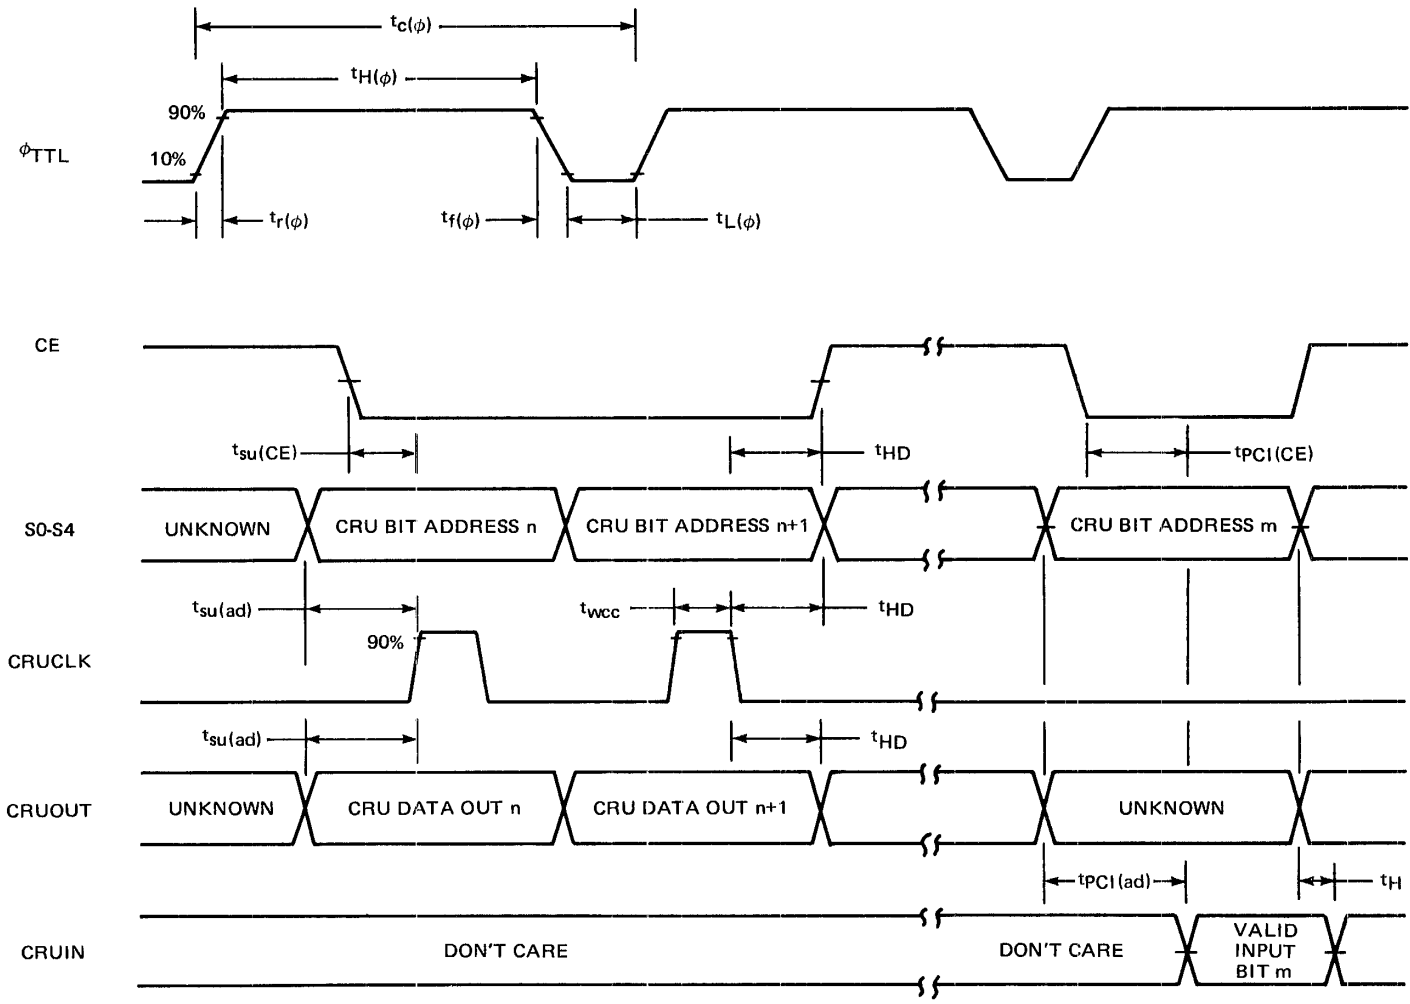 tc(ϕ)
tH(ϕ)
90%
ϕTTL
10%
tr(ϕ) tf(ϕ) tL(ϕ)
CE
tsu(CE) tHD tPCI(CE)
S0-S4 UNKNOWN CRU BIT ADDRESS n CRU BIT ADDRESS n+1 CRU BIT ADDRESS m
tsu(ad) twcc tHD
90%
CRUCLK
tsu(ad) tHD
CRUOUT UNKNOWN CRU DATA OUT n CRU DATA OUT n+1 UNKNOWN
tPCI(ad) tH
CRUIN DON'T CARE DON'T CARE VALID
INPUT
BIT m